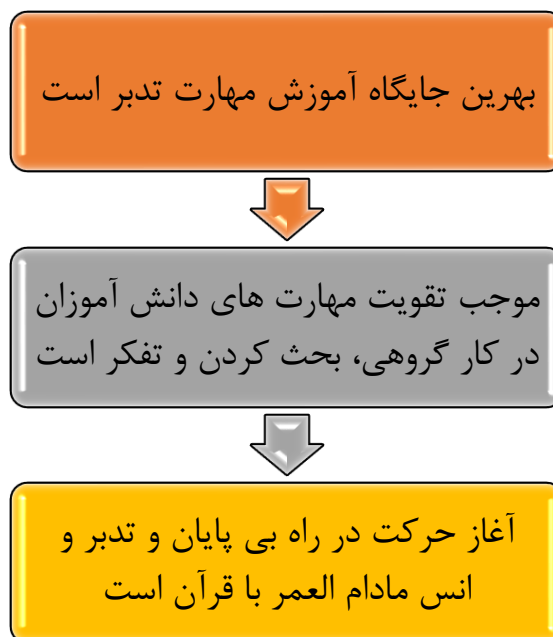 بهرین جایگاه آموزش مهارت تدبر است
موجب تقویت مهارت های دانش آموزان
در کار گروهی، بحث کردن و تفکر است
آغاز حرکت در راه بی پایان و تدبر و
انس مادام العمر با قرآن است